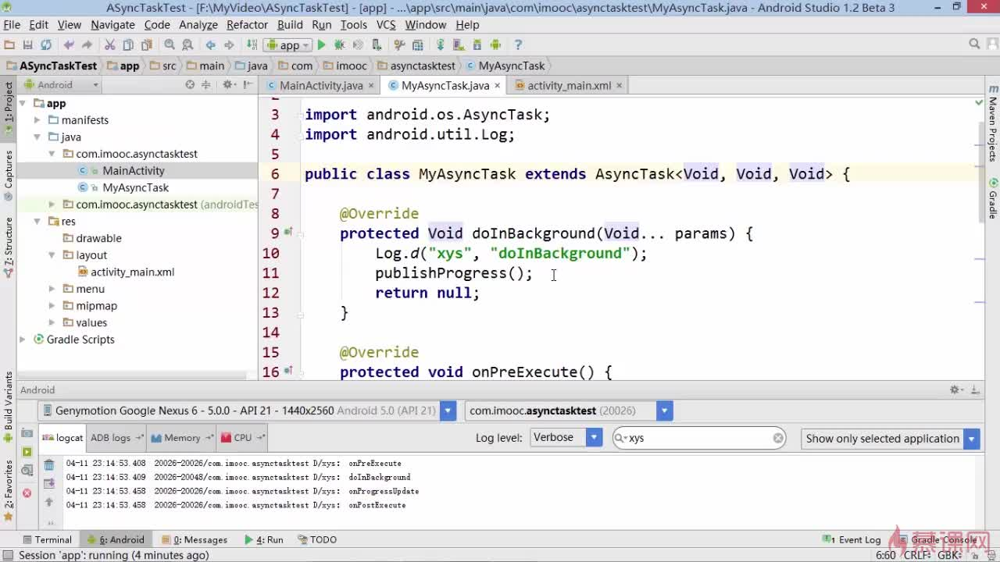 ASyncTaskTest - [F:\MyVideo\ASyncTaskTest] - [app] - ...\app\src\main\java\com\imooc\asynctasktest\MyAsyncTask.java - Android Studio 1.2 Beta 3
File Edit View Navigate Code Analyze Refactor Build Run Tools VCS Window Help
app
ASyncTaskTest app src main java com imooc asynctasktest MyAsyncTask
Android
MainActivity.java MyAsyncTask.java activity_main.xml
1: Project
Captures
7: Structure
Build Variants
2: Favorites
app
manifests
java
com.imooc.asynctasktest
MainActivity
MyAsyncTask
com.imooc.asynctasktest (androidTes
res
drawable
layout
activity_main.xml
menu
mipmap
values
Gradle Scripts
2
3 import android.os.AsyncTask;
4 import android.util.Log;
5
6 public class MyAsyncTask extends AsyncTask<Void, Void, Void> {
7
8 @Override
9 protected Void doInBackground(Void... params) {
10 Log.d("xys", "doInBackground");
11 publishProgress();
12 return null;
13 }
14
15 @Override
16 protected void onPreExecute() {
Maven Projects
Gradle
Android
Genymotion Google Nexus 6 - 5.0.0 - API 21 - 1440x2560 Android 5.0 (API 21) com.imooc.asynctasktest (20026)
logcat ADB logs Memory CPU Log level: Verbose xys Show only selected application
04-11 23:14:53.408 20026-20026/com.imooc.asynctasktest D/xys: onPreExecute
04-11 23:14:53.409 20026-20048/com.imooc.asynctasktest D/xys: doInBackground
04-11 23:14:53.458 20026-20026/com.imooc.asynctasktest D/xys: onProgressUpdate
04-11 23:14:53.458 20026-20026/com.imooc.asynctasktest D/xys: onPostExecute
Terminal 6: Android 0: Messages 4: Run TODO Event Log Gradle Console
慕课网
Session 'app': running (4 minutes ago) 6:60 CRLF GBK